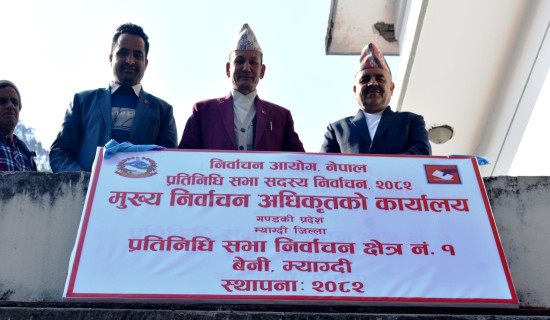 निर्वाचन आयोग, नेपाल
प्रतिनिधि सभा सदस्य निर्वाचन, २०८२
मुख्य निर्वाचन अधिकृतको कार्यालय
गण्डकी प्रदेश
म्याग्दी जिल्ला
प्रतिनिधि सभा निर्वाचन क्षेत्र नं. १
बेनी, म्याग्दी
स्थापनाः २०८२